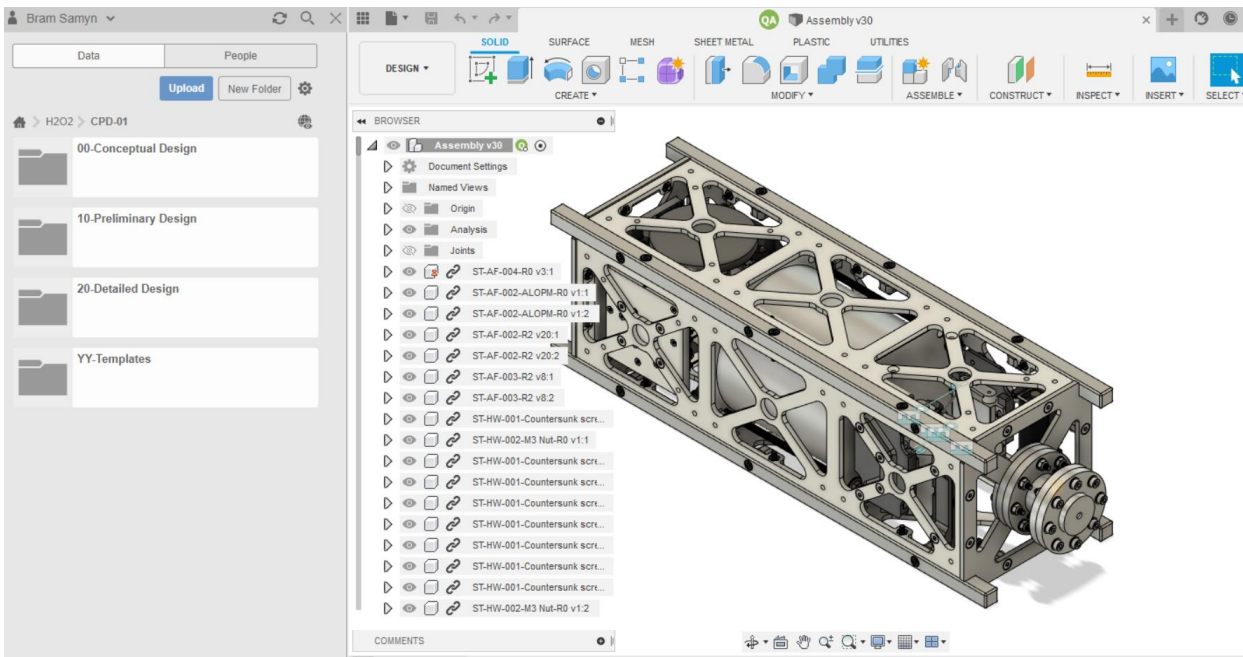 Bram Samyn
Data
People
Upload
New Folder
H2O2 > CPD-01
00-Conceptual Design
10-Preliminary Design
20-Detailed Design
YY-Templates
QA
Assembly v30
DESIGN
SOLID
SURFACE
MESH
SHEET METAL
PLASTIC
UTILITIES
CREATE
MODIFY
ASSEMBLE
CONSTRUCT
INSPECT
INSERT
SELECT
BROWSER
Assembly v30
Document Settings
Named Views
Origin
Analysis
Joints
ST-AF-004-R0 v3:1
ST-AF-002-ALOPM-R0 v1:1
ST-AF-002-ALOPM-R0 v1:2
ST-AF-002-R2 v20:1
ST-AF-002-R2 v20:2
ST-AF-003-R2 v8:1
ST-AF-003-R2 v8:2
ST-HW-001-Countersunk scre...
ST-HW-002-M3 Nut-R0 v1:1
ST-HW-001-Countersunk scre...
ST-HW-001-Countersunk scre...
ST-HW-001-Countersunk scre...
ST-HW-001-Countersunk scre...
ST-HW-001-Countersunk scre...
ST-HW-001-Countersunk scre...
ST-HW-001-Countersunk scre...
ST-HW-002-M3 Nut-R0 v1:2
COMMENTS